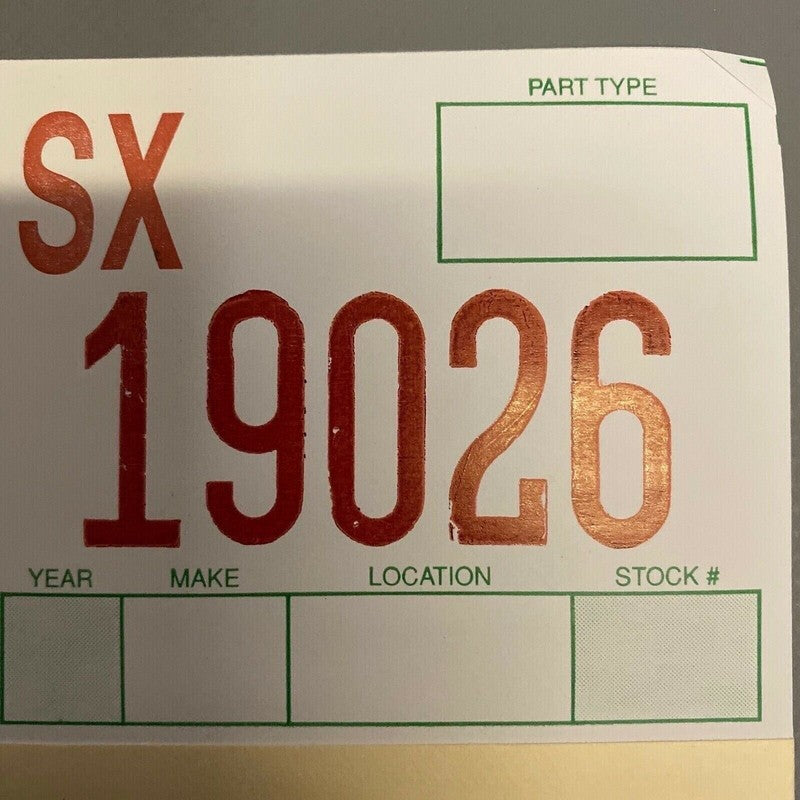 PART TYPE
SX
19026
YEAR MAKE LOCATION STOCK #